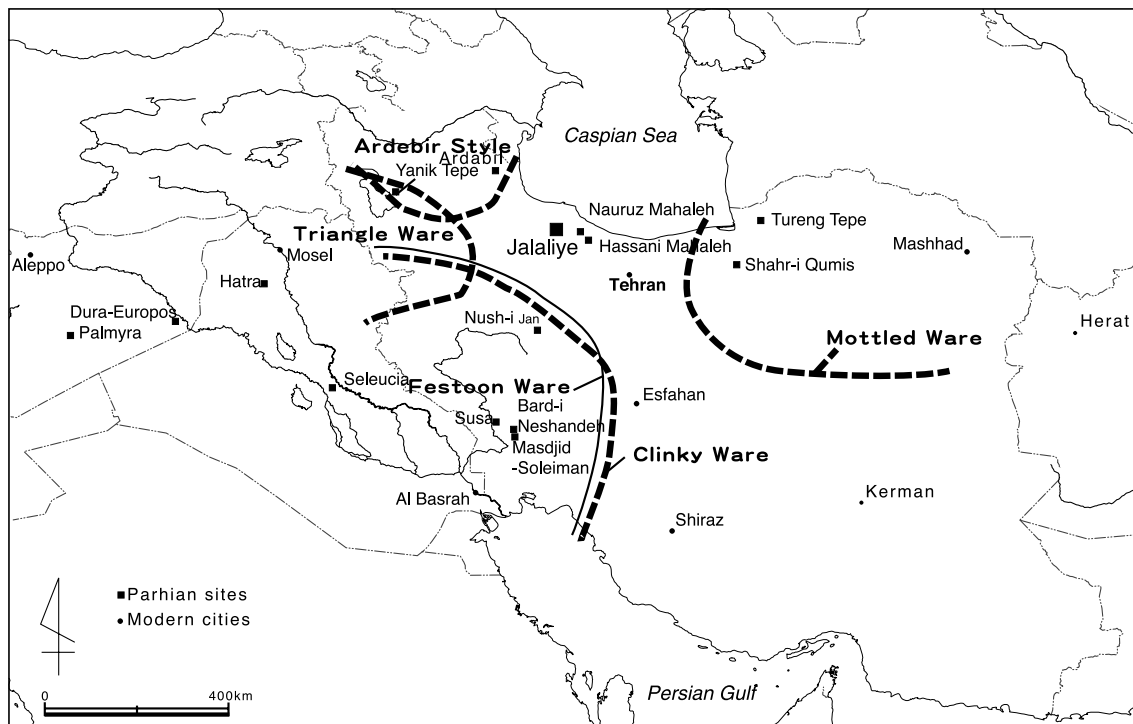 Caspian Sea
Ardebir Style
Ardabil
Yanik Tepe
Nauruz Mahaleh
Tureng Tepe
Triangle Ware
Jalaliye
Hassani Mahaleh
Mashhad
Mosel
Aleppo
Shahr-i Qumis
Hatra
Tehran
Dura-Europos
Palmyra
Nush-i Jan
Herat
Mottled Ware
Seleucia
Festoon Ware
Esfahan
Susa
Bard-i
Neshandeh
Masdjid
-Soleiman
Clinky Ware
Al Basrah
Kerman
Shiraz
Parhian sites
Modern cities
0
400km
Persian Gulf